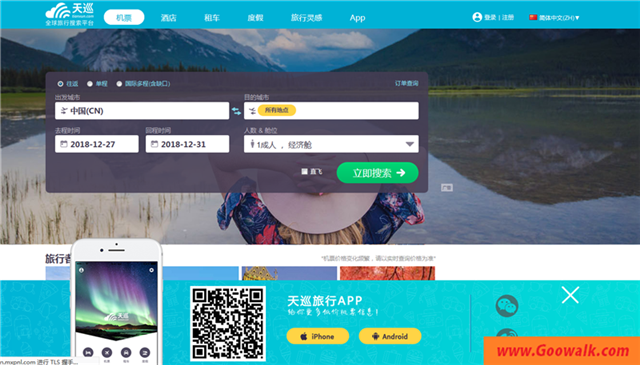 天巡
tianxun.com
全球旅行搜索平台
机票
酒店
租车
度假
旅行灵感
App
登录 | 注册
简体中文(ZH)
往返
单程
国际多程(含缺口)
订单查询
出发城市
目的城市
中国(CN)
所有地点
去程时间
回程时间
人数 & 舱位
2018-12-27
2018-12-31
1成人 ， 经济舱
直飞
立即搜索
旅行者
*机票价格变化频繁，请以实时查询价格为准*
天巡
天巡旅行APP
给你更多低价机票信息!
iPhone
Android
n.mxpnl.com 进行 TLS 握手...
www.Goowalk.com